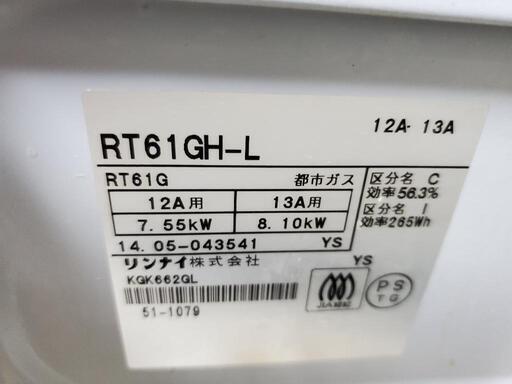 12A- 13A
RT61GH-L
RT61G 都市ガス
12A用 13A用
7.55kW 8.10kW
区分名 C
効率56.3%
区分名 I
効率265Wh
14.05-043541 YS
リンナイ株式会社 YS
KGK662GL
51-1079
JIA
PS
TG